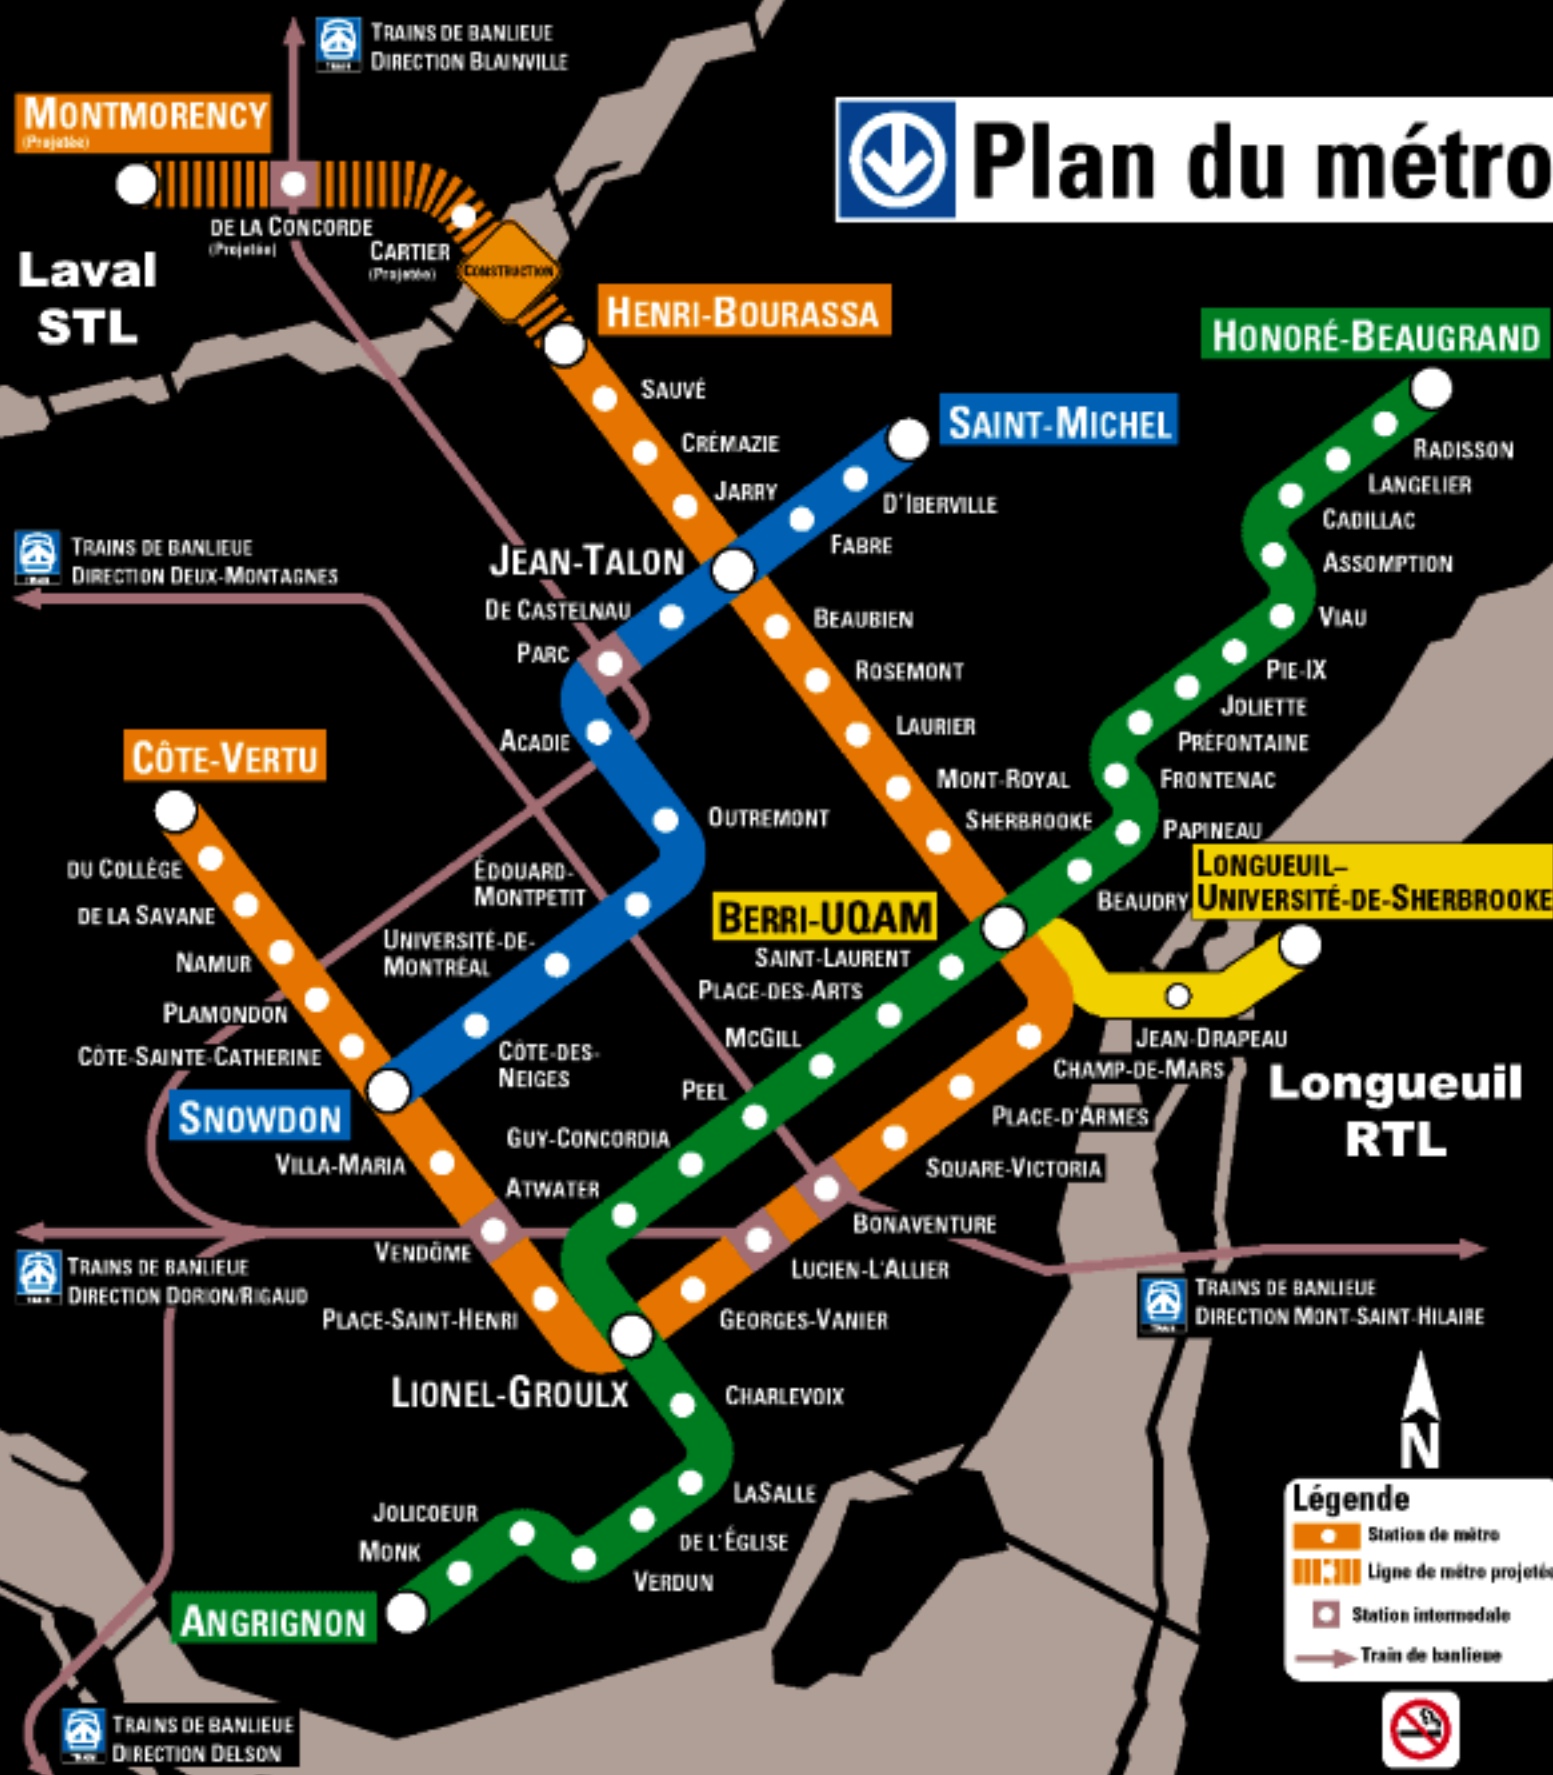 TRAINS DE BANLIEUE
DIRECTION BLAINVILLE
MONTMORENCY
(Projetée)
Plan du métro
DE LA CONCORDE
(Projetée)
CARTIER
(Projetée)
CONSTRUCTION
Laval
STL
HENRI-BOURASSA
HONORÉ-BEAUGRAND
SAUVÉ
SAINT-MICHEL
CRÉMAZIE
RADISSON
JARRY
LANGELIER
D'IBERVILLE
CADILLAC
FABRE
TRAINS DE BANLIEUE
DIRECTION DEUX-MONTAGNES
JEAN-TALON
ASSOMPTION
DE CASTELNAU
BEAUBIEN
VIAU
PARC
ROSEMONT
PIE-IX
JOLIETTE
LAURIER
ACADIE
PRÉFONTAINE
CÔTE-VERTU
MONT-ROYAL
FRONTENAC
OUTREMONT
SHERBROOKE
PAPINEAU
DU COLLÈGE
ÉDOUARD-
MONTPETIT
LONGUEUIL–
UNIVERSITÉ-DE-SHERBROOKE
BEAUDRY
DE LA SAVANE
BERRI-UQAM
UNIVERSITÉ-DE-
MONTRÉAL
NAMUR
SAINT-LAURENT
PLACE-DES-ARTS
PLAMONDON
MCGILL
JEAN-DRAPEAU
CÔTE-SAINTE-CATHERINE
CÔTE-DES-
NEIGES
CHAMP-DE-MARS
PEEL
Longueuil
RTL
SNOWDON
PLACE-D'ARMES
GUY-CONCORDIA
VILLA-MARIA
SQUARE-VICTORIA
ATWATER
BONAVENTURE
VENDÔME
LUCIEN-L'ALLIER
TRAINS DE BANLIEUE
DIRECTION DORION/RIGAUD
TRAINS DE BANLIEUE
DIRECTION MONT-SAINT-HILAIRE
PLACE-SAINT-HENRI
GEORGES-VANIER
LIONEL-GROULX
CHARLEVOIX
N
LASALLE
JOLICOEUR
DE L'ÉGLISE
MONK
VERDUN
ANGRIGNON
Légende
Station de métro
Ligne de métro projetée
Station intermodale
Train de banlieue
TRAINS DE BANLIEUE
DIRECTION DELSON